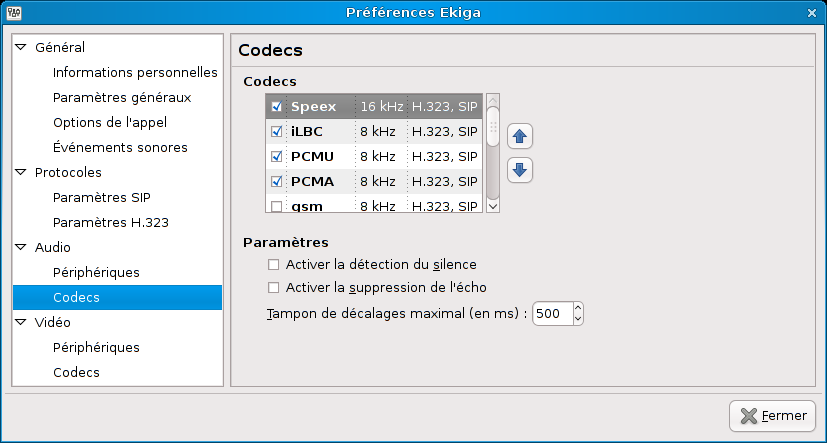 Préférences Ekiga
Général
Informations personnelles
Paramètres généraux
Options de l'appel
Événements sonores
Protocoles
Paramètres SIP
Paramètres H.323
Audio
Périphériques
Codecs
Vidéo
Périphériques
Codecs
Codecs
Codecs
Speex 16 kHz H.323, SIP
iLBC 8 kHz H.323, SIP
PCMU 8 kHz H.323, SIP
PCMA 8 kHz H.323, SIP
gsm 8 kHz H.323, SIP
Paramètres
Activer la détection du silence
Activer la suppression de l'écho
Tampon de décalages maximal (en ms) : 500
Fermer